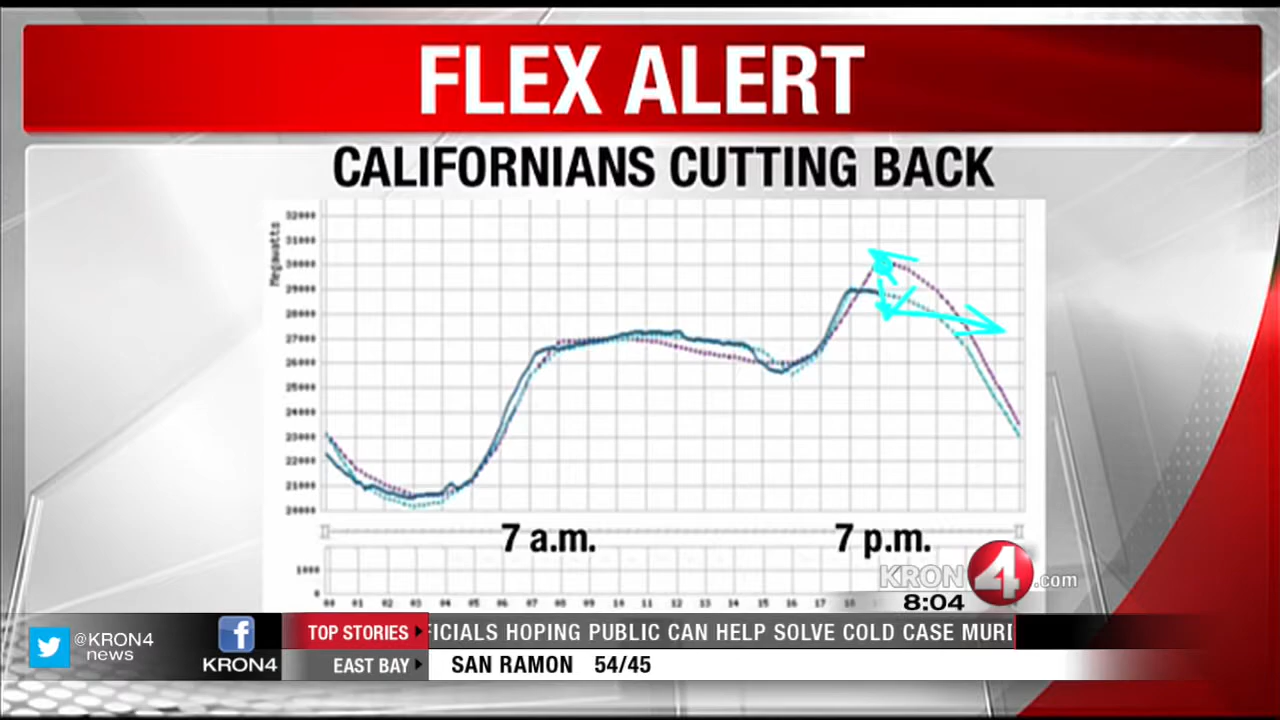 FLEX ALERT
CALIFORNIANS CUTTING BACK
Megawatts
32000
31000
30000
29000
28000
27000
26000
25000
24000
23000
22000
21000
20000
7 a.m. 7 p.m.
1000
0
00 01 02 03 04 05 06 07 08 09 10 11 12 13 14 15 16 17 18
KRON 4 .com
8:04
@KRON4 news
KRON4
TOP STORIES FICIALS HOPING PUBLIC CAN HELP SOLVE COLD CASE
EAST BAY SAN RAMON 54/45